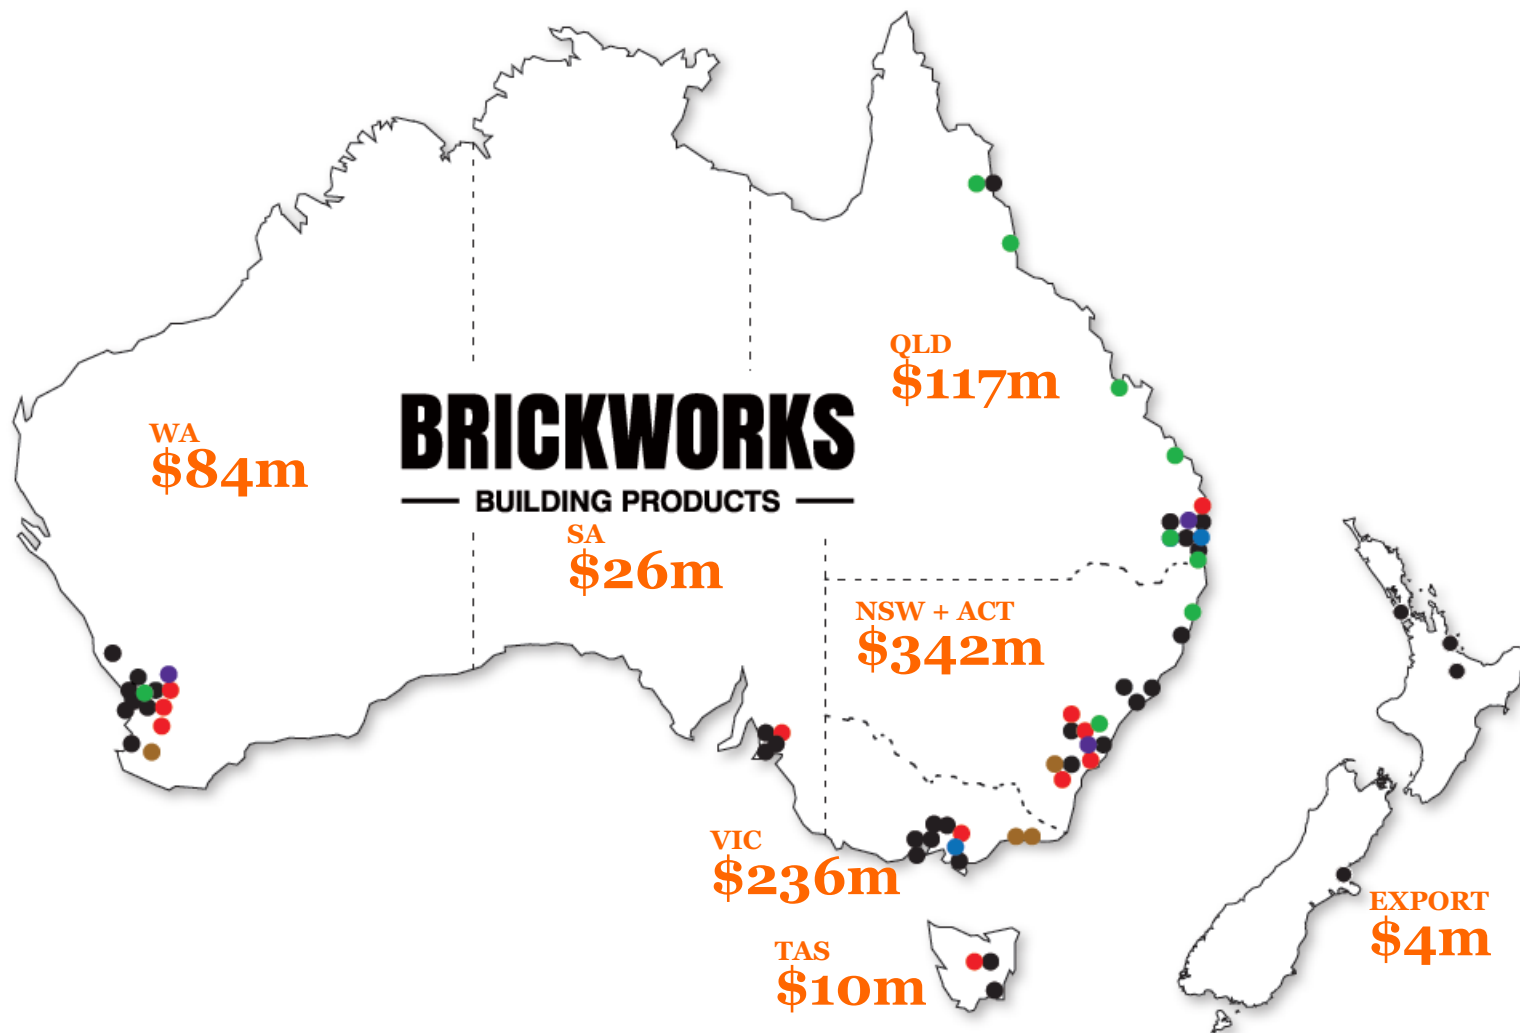 QLD
$117m
WA
$84m
BRICKWORKS
BUILDING PRODUCTS
SA
$26m
NSW + ACT
$342m
VIC
$236m
EXPORT
$4m
TAS
$10m